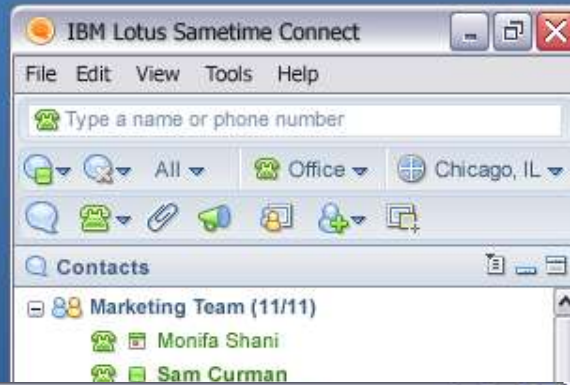 IBM Lotus Sametime Connect
File Edit View Tools Help
Type a name or phone number
All Office Chicago, IL
Contacts
Marketing Team (11/11)
Monifa Shani
Sam Curman